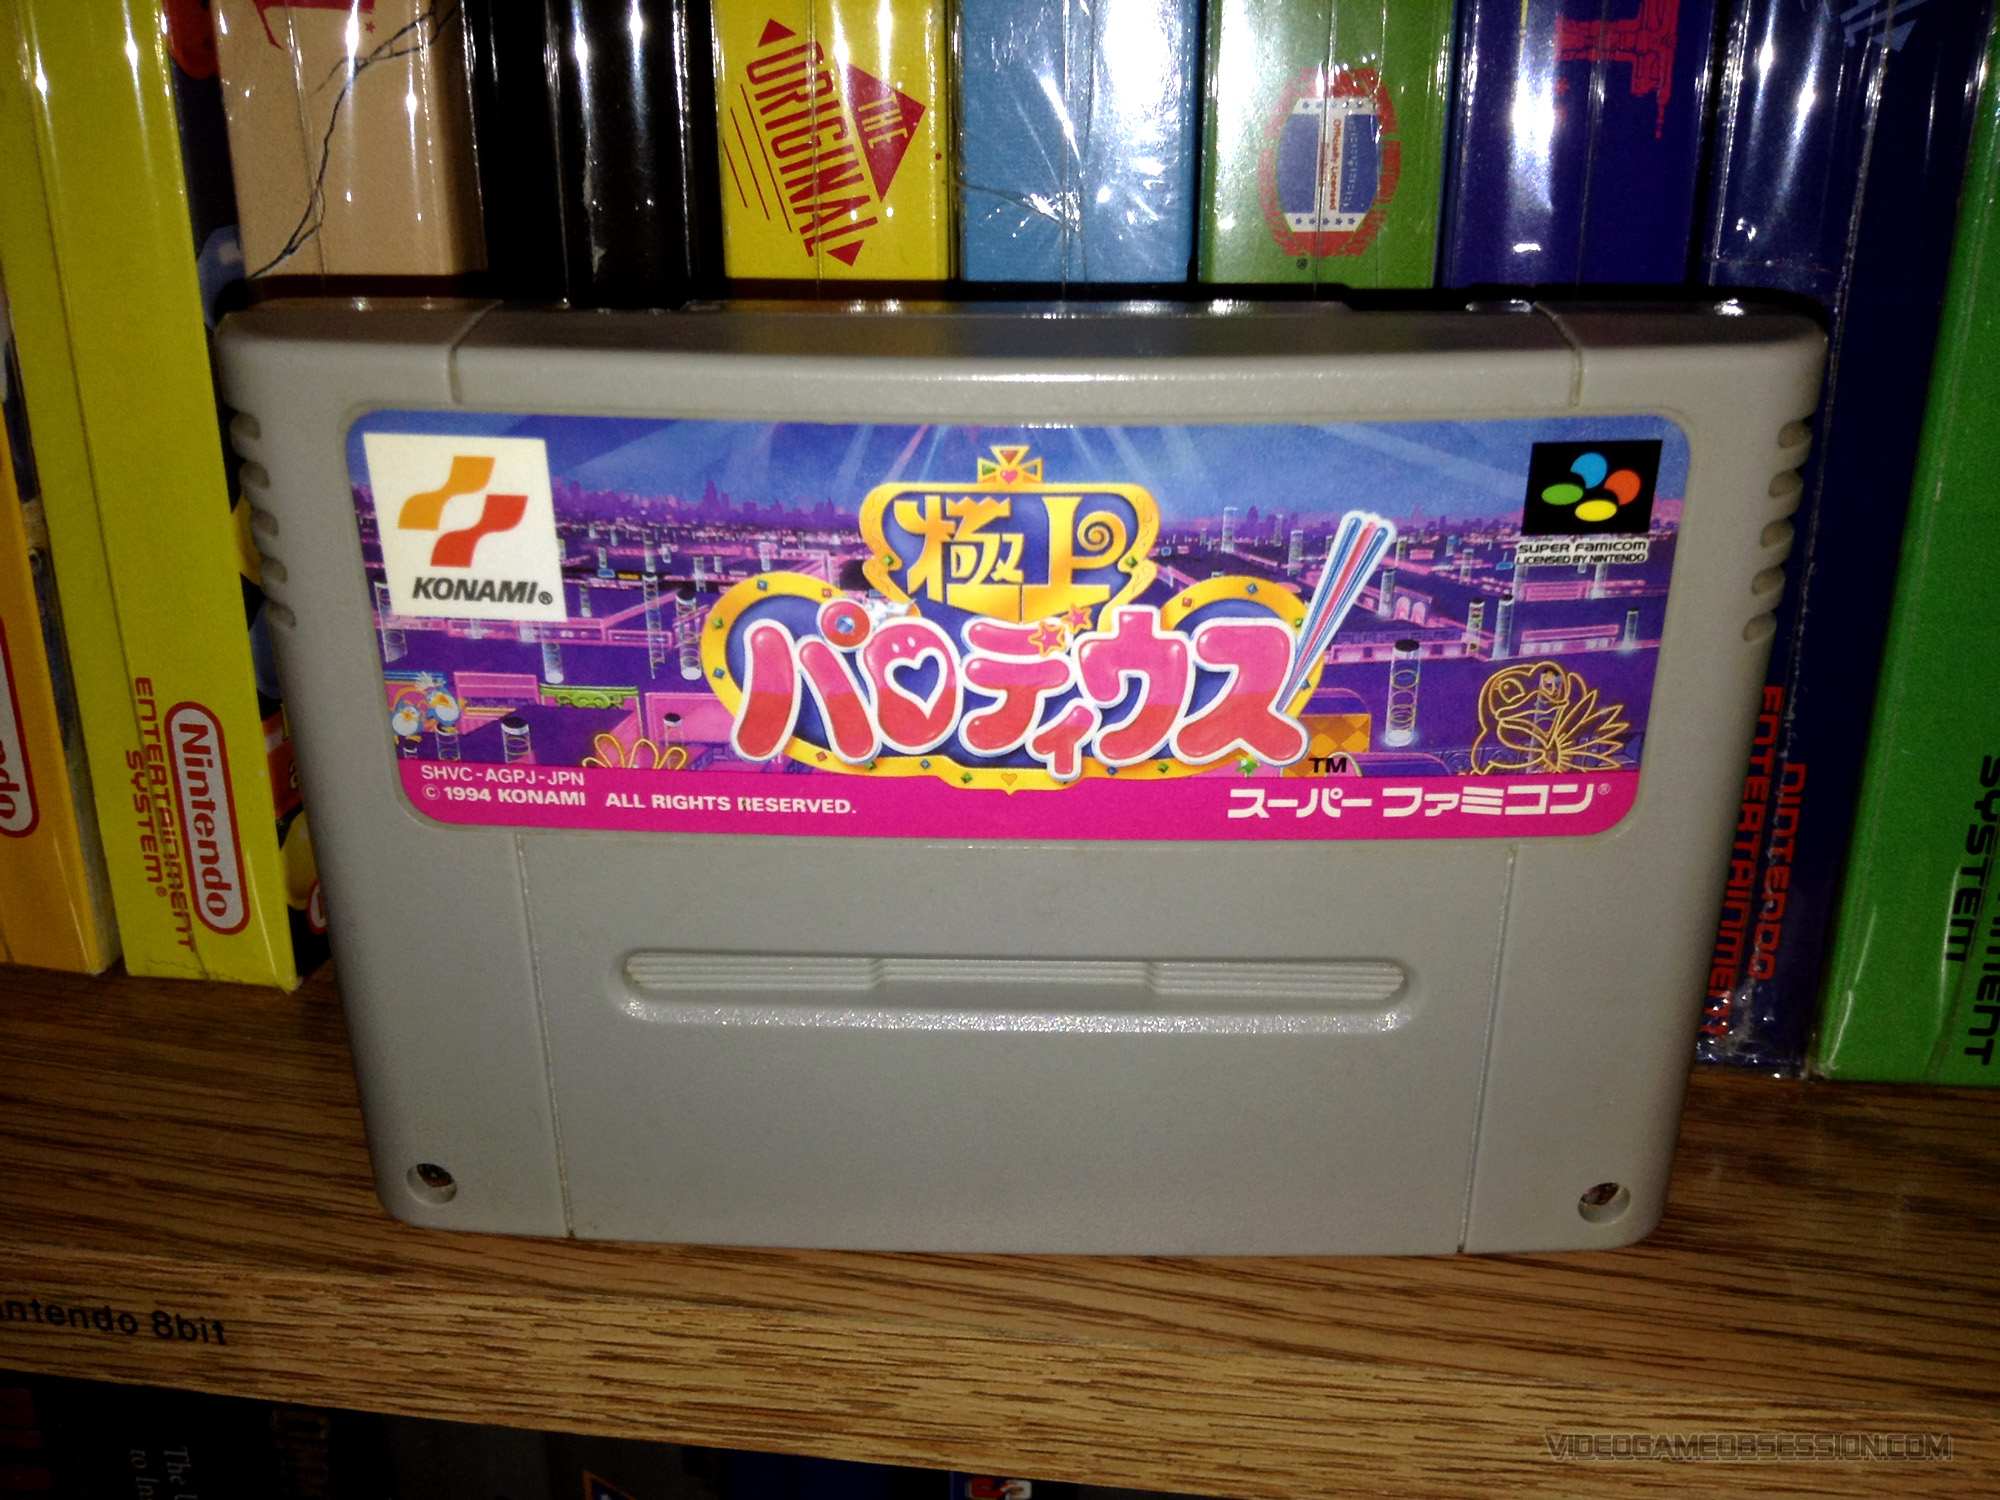 THE
ORIGINAL
Officially Licensed
KONAMI®
極上
パロディウス
TM
SUPER FAMICOM
LICENSED BY NINTENDO
SHVC-AGPJ-JPN
© 1994 KONAMI ALL RIGHTS RESERVED.
スーパーファミコン®
Nintendo
ENTERTAINMENT
SYSTEM®
NINTENDO
ENTERTAINMENT
SYSTEM
Nintendo 8bit
VIDEOGAMEOBSESSION.COM